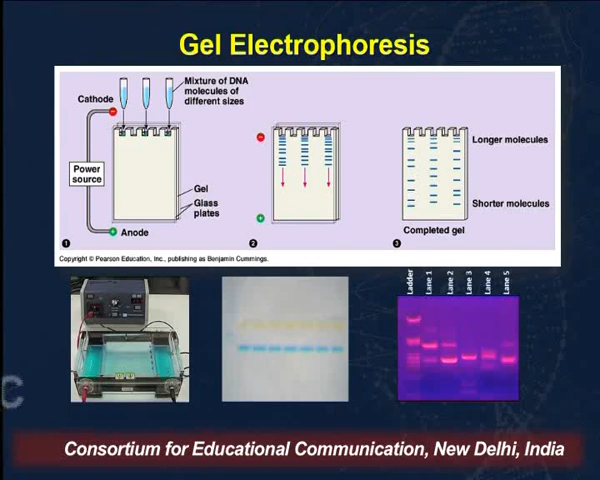 Gel Electrophoresis
Mixture of DNA
molecules of
different sizes
Cathode
Power
source
Gel
Glass
plates
Anode
1
2
Longer molecules
Shorter molecules
Completed gel
3
Copyright © Pearson Education, Inc., publishing as Benjamin Cummings.
Ladder
Lane 1
Lane 2
Lane 3
Lane 4
Lane 5
C
Consortium for Educational Communication, New Delhi, India